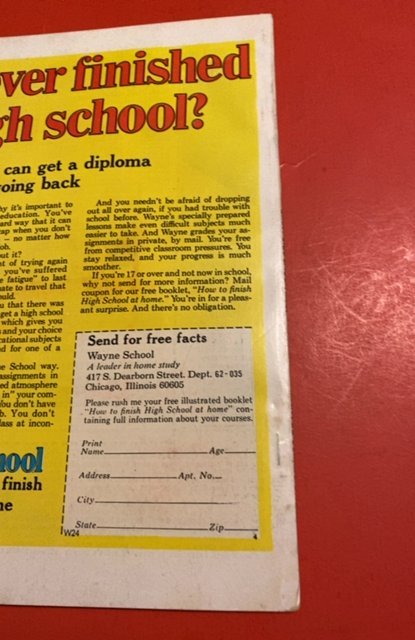 ver finished
gh school?
can get a diploma
oing back
hy it's important to
education. You've
ard way that it can
ap when you don't
– no matter how
ob.
out it?
t of trying again
you've suffered
e fatigue" to last
ate to travel that
ould.
u that there was
get a high school
which gives you
s and your choice
cational subjects
d for one of a
e School way.
assignments in
ed atmosphere
in" your com-
You don't have
b. You don't
lass at incon-
ool
finish
ne
And you needn't be afraid of dropping
out all over again, if you had trouble with
school before. Wayne's specially prepared
lessons make even difficult subjects much
easier to take. And Wayne grades your as-
signments in private, by mail. You're free
from competitive classroom pressures. You
stay relaxed, and your progress is much
smoother.
If you're 17 or over and not now in school,
why not send for more information? Mail
coupon for our free booklet, "How to finish
High School at home." You're in for a pleas-
ant surprise. And there's no obligation.
Send for free facts
Wayne School
A leader in home study
417 S. Dearborn Street. Dept. 62-035
Chicago, Illinois 60605
Please rush me your free illustrated booklet
"How to finish High School at home" con-
taining full information about your courses.
Print
Name Age
Address Apt. No.
City
State Zip
W24 4